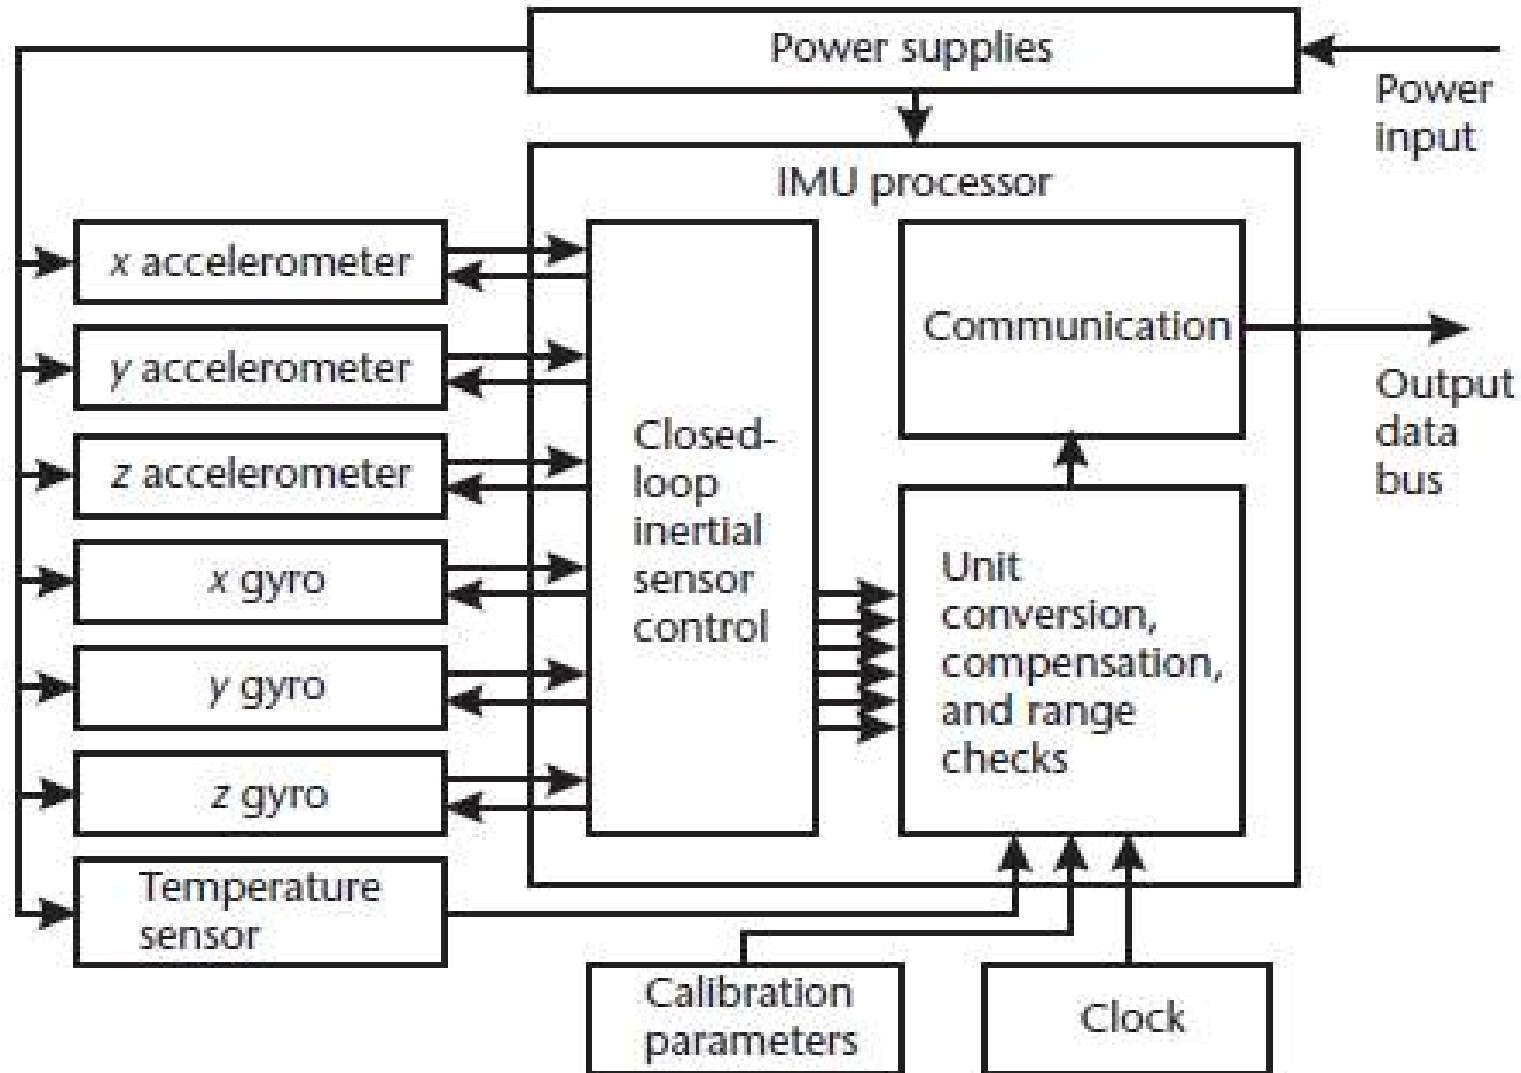 Power supplies
Power
input
IMU processor
x accelerometer
y accelerometer
z accelerometer
x gyro
y gyro
z gyro
Temperature
sensor
Closed-
loop
inertial
sensor
control
Communication
Output
data
bus
Unit
conversion,
compensation,
and range
checks
Calibration
parameters
Clock